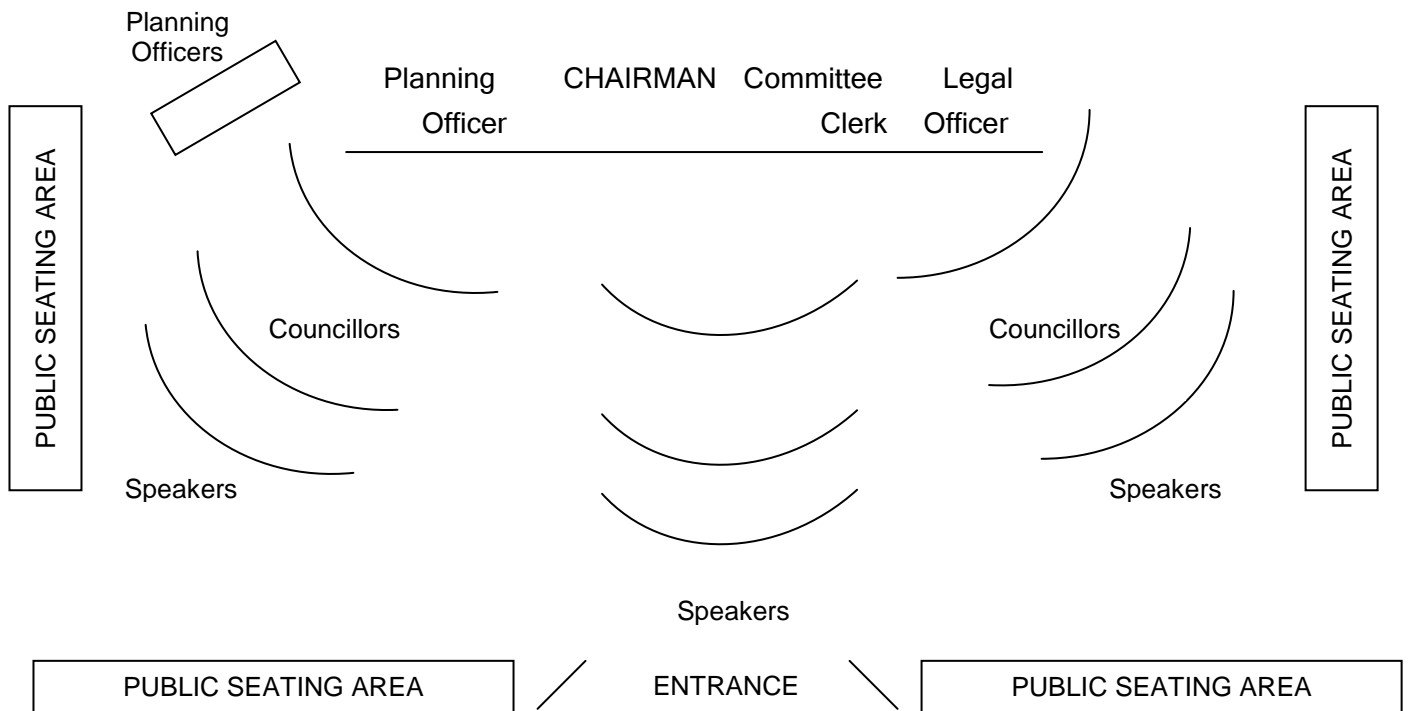 Planning
Officers
Planning CHAIRMAN Committee Legal
Officer Clerk Officer
PUBLIC SEATING AREA
PUBLIC SEATING AREA
Councillors Councillors
Speakers Speakers
Speakers
PUBLIC SEATING AREA ENTRANCE PUBLIC SEATING AREA